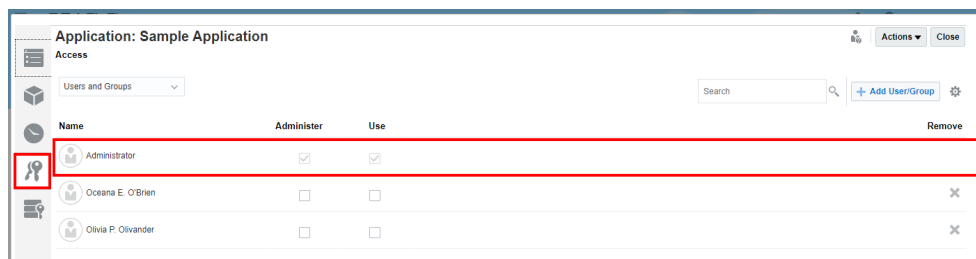 Application: Sample Application
Actions Close
Access
Users and Groups
Search
Add User/Group
Name Administer Use Remove
Administrator
Oceana E. O'Brien
Olivia P. Olivander